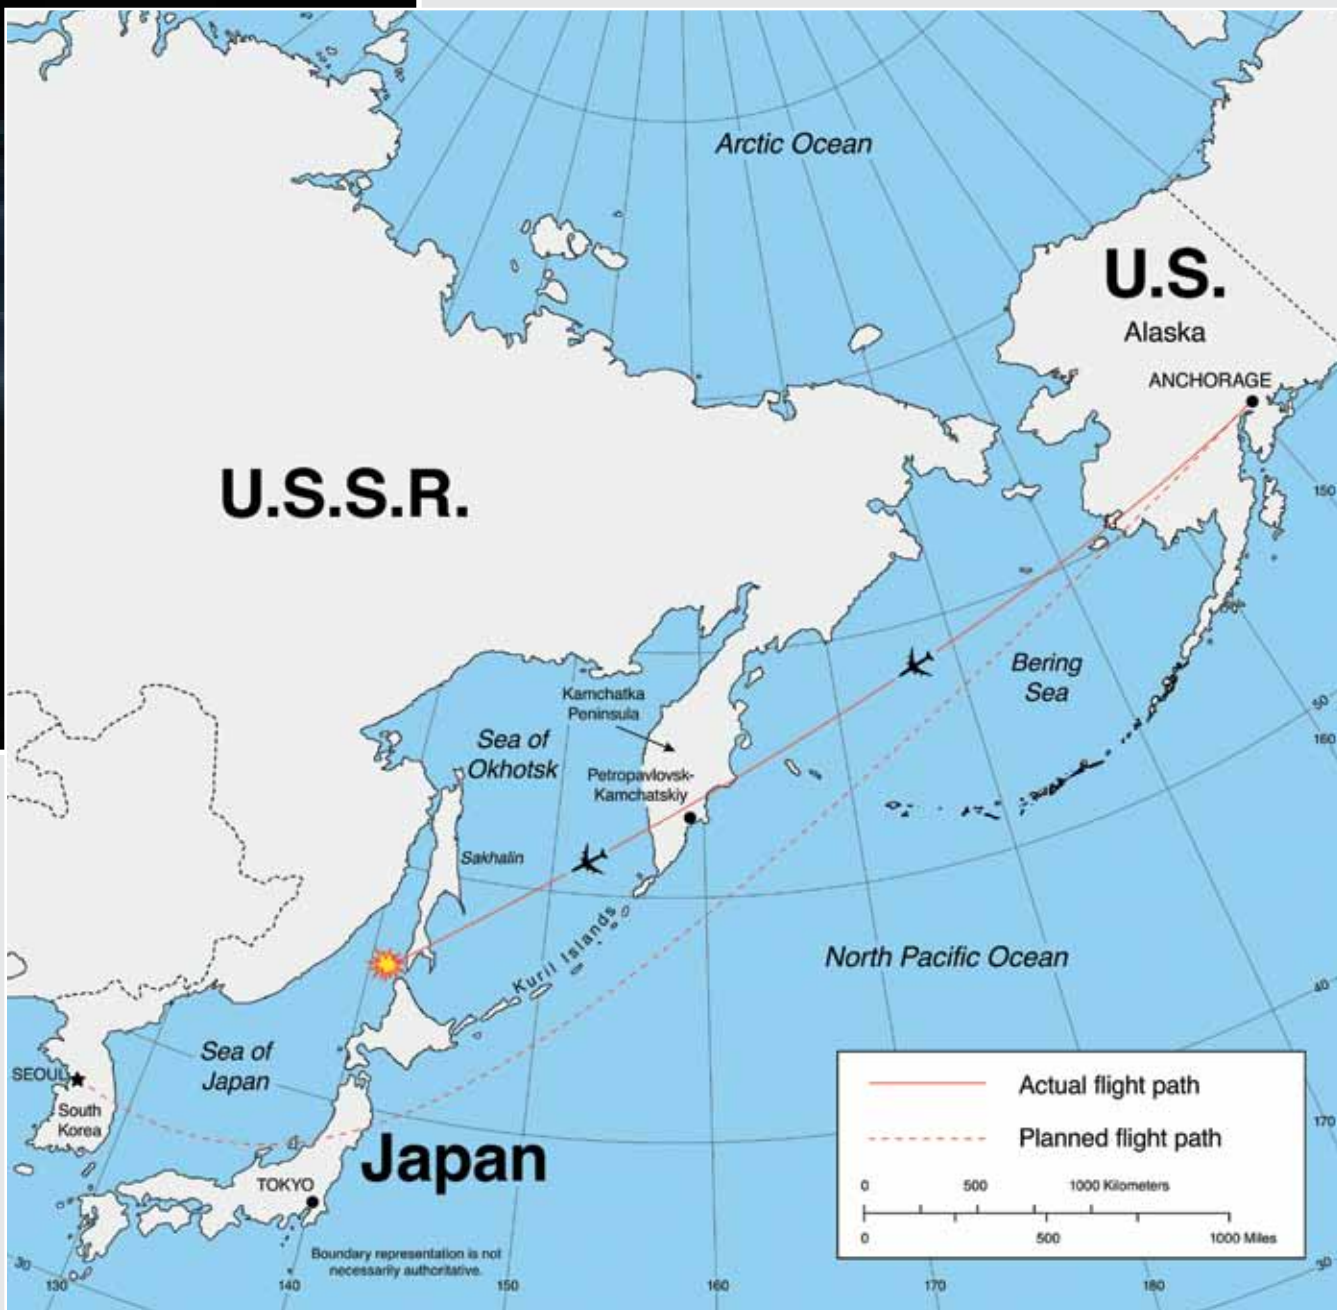 Arctic Ocean
U.S.
Alaska
ANCHORAGE
U.S.S.R.
150
Bering
Sea
Kamchatka
Peninsula
Sea of
Okhotsk
50
160
Petropavlovsk-
Kamchatskiy
Sakhalin
Kuril Islands
North Pacific Ocean
40
Sea of
Japan
SEOUL
South
Korea
Japan
TOKYO
Actual flight path
Planned flight path
170
0 500 1000 Kilometers
0 500 1000 Miles
Boundary representation is not
necessarily authoritative.
30
130
140
150
160
170
180
30